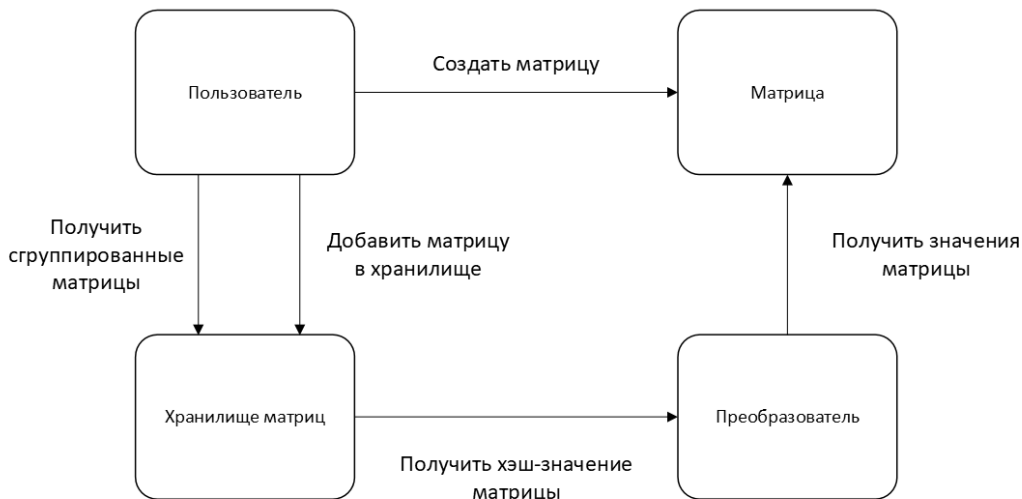 Создать матрицу
Пользователь
Матрица
Получить
сгруппированные
матрицы
Добавить матрицу
в хранилище
Получить значения
матрицы
Хранилище матриц
Преобразователь
Получить хэш-значение
матрицы